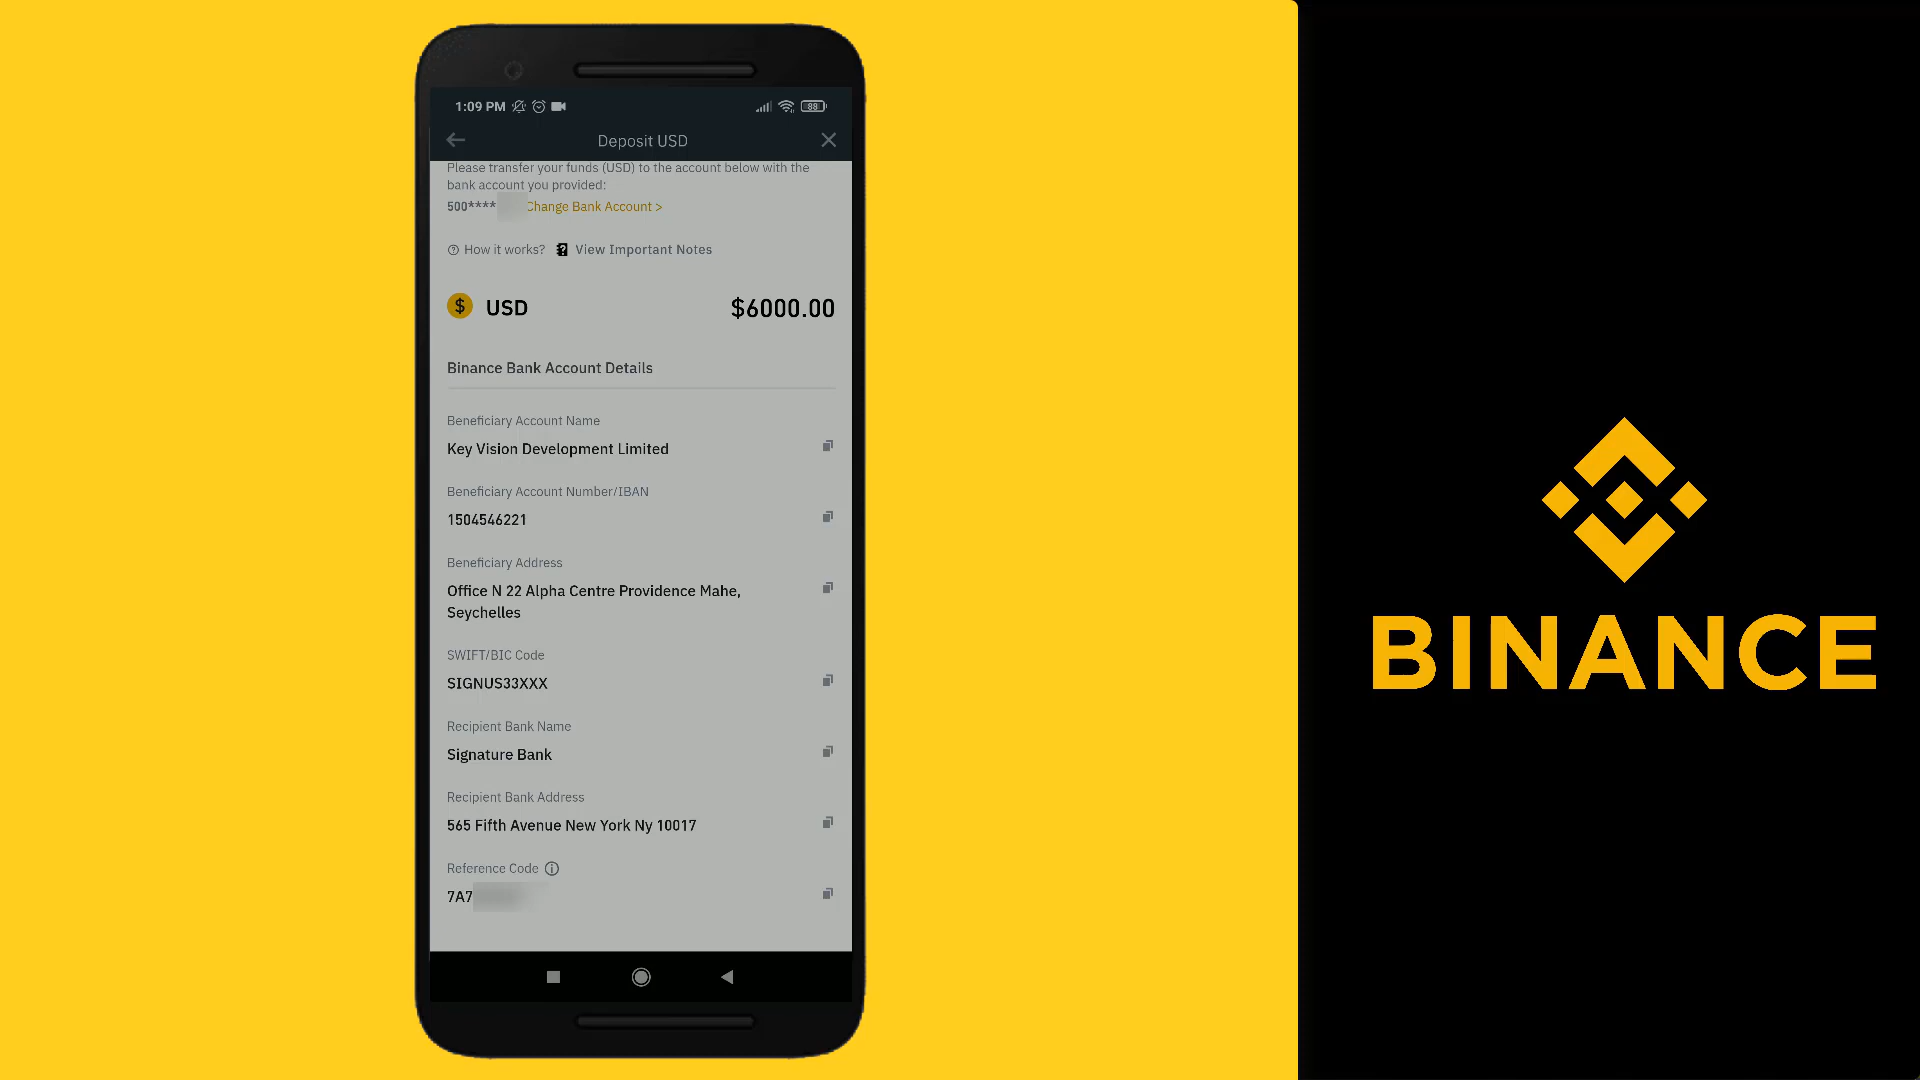 1:09 PM
88
Deposit USD
Please transfer your funds (USD) to the account below with the
bank account you provided:
500**** Change Bank Account >
How it works? View Important Notes
$ USD $6000.00
Binance Bank Account Details
Beneficiary Account Name
Key Vision Development Limited
Beneficiary Account Number/IBAN
1504546221
Beneficiary Address
Office N 22 Alpha Centre Providence Mahe,
Seychelles
SWIFT/BIC Code
SIGNUS33XXX
Recipient Bank Name
Signature Bank
Recipient Bank Address
565 Fifth Avenue New York Ny 10017
Reference Code
7A7
BINANCE